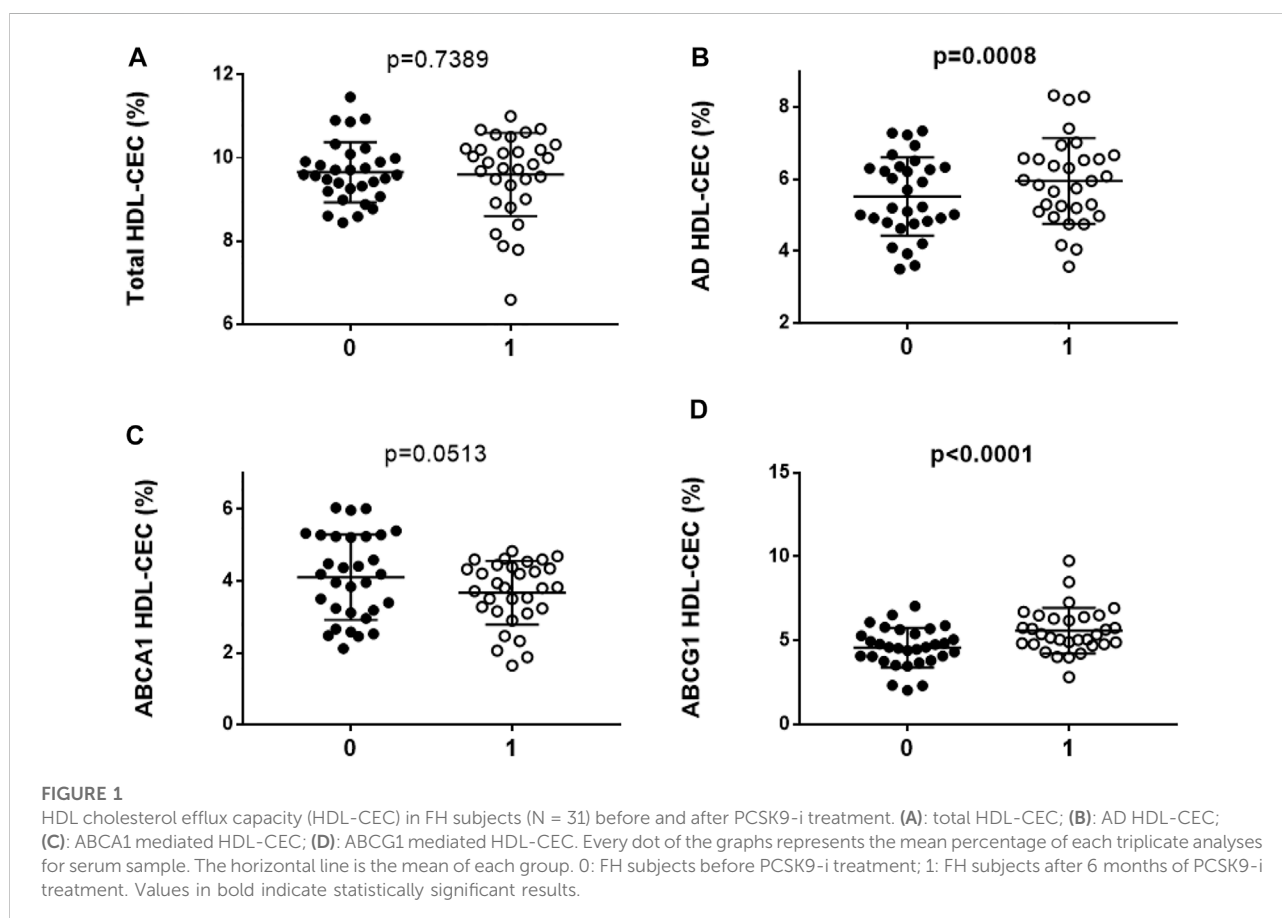 A
p=0.7389
Total HDL-CEC (%)
12
10
8
6
0
1
B
p=0.0008
AD HDL-CEC (%)
8
6
4
2
0
1
C
p=0.0513
ABCA1 HDL-CEC (%)
6
4
2
0
0
1
D
p<0.0001
ABCG1 HDL-CEC (%)
15
10
5
0
0
1
FIGURE 1
HDL cholesterol efflux capacity (HDL-CEC) in FH subjects (N = 31) before and after PCSK9-i treatment. (A): total HDL-CEC; (B): AD HDL-CEC;
(C): ABCA1 mediated HDL-CEC; (D): ABCG1 mediated HDL-CEC. Every dot of the graphs represents the mean percentage of each triplicate analyses
for serum sample. The horizontal line is the mean of each group. 0: FH subjects before PCSK9-i treatment; 1: FH subjects after 6 months of PCSK9-i
treatment. Values in bold indicate statistically significant results.